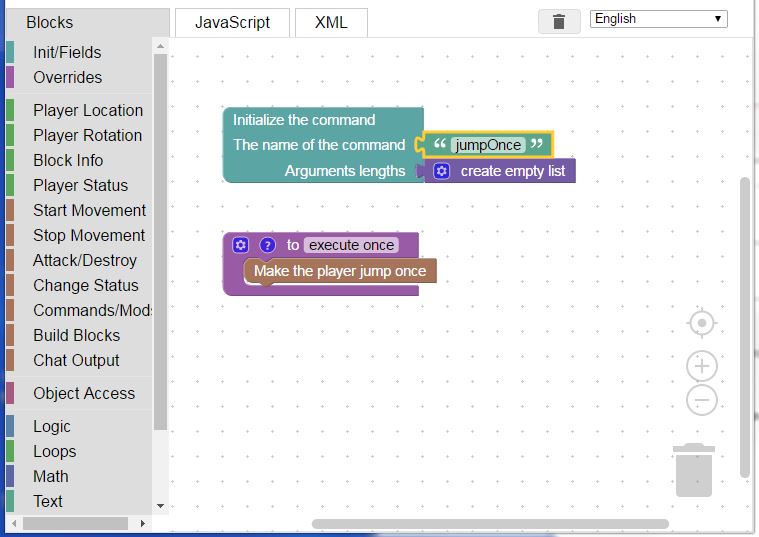 Blocks
JavaScript
XML
English
Init/Fields
Overrides
Player Location
Player Rotation
Block Info
Player Status
Start Movement
Stop Movement
Attack/Destroy
Change Status
Commands/Mods
Build Blocks
Chat Output
Object Access
Logic
Loops
Math
Text
Initialize the command
The name of the command “ jumpOnce ”
Arguments lengths create empty list
? to execute once
Make the player jump once